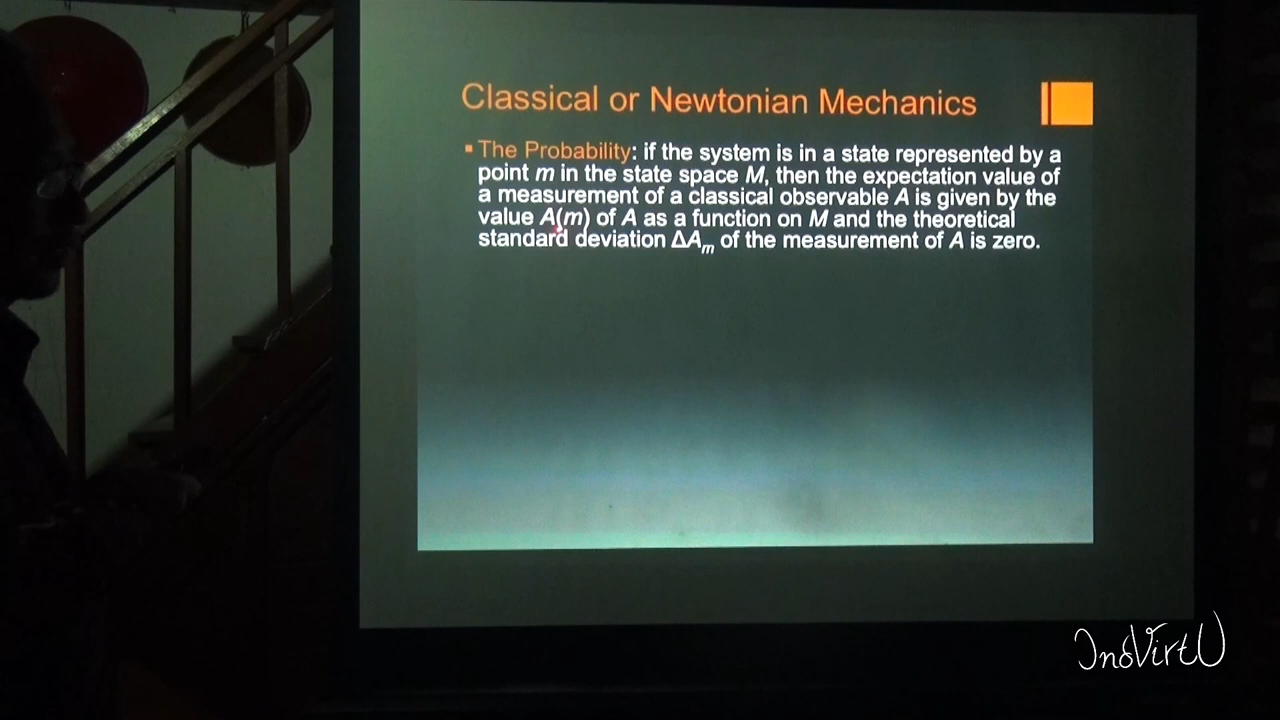 Classical or Newtonian Mechanics
▪ The Probability: if the system is in a state represented by a
point m in the state space M, then the expectation value of
a measurement of a classical observable A is given by the
value A(m) of A as a function on M and the theoretical
standard deviation ΔAm of the measurement of A is zero.
InoVirtU